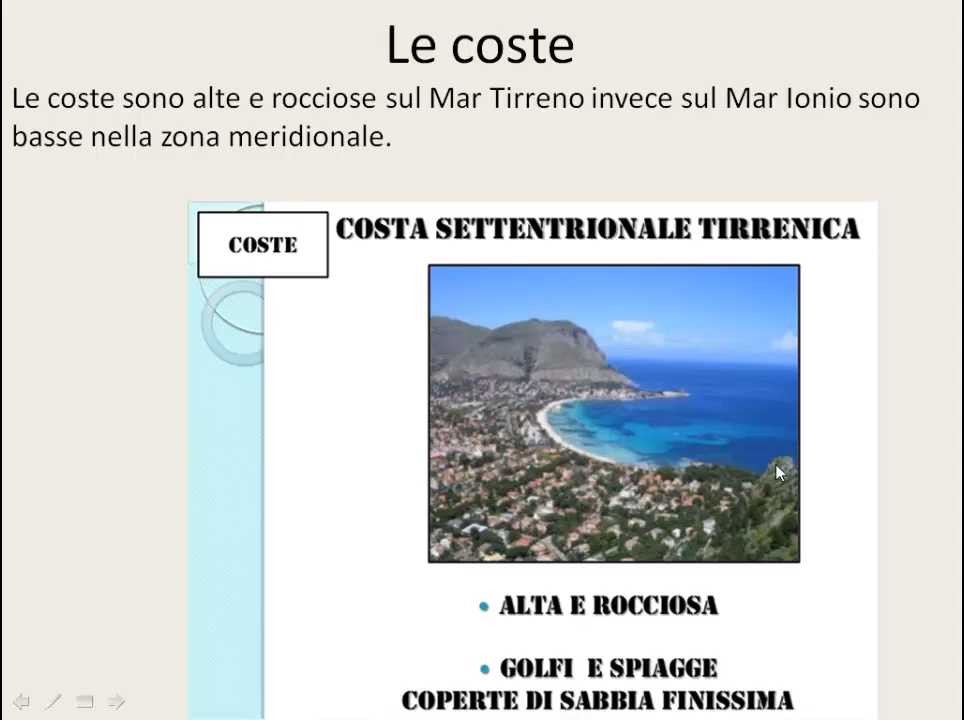 Le coste
Le coste sono alte e rocciose sul Mar Tirreno invece sul Mar Ionio sono
basse nella zona meridionale.
COSTE
COSTA SETTENTRIONALE TIRRENICA
• ALTA E ROCCIOSA
• GOLFI E SPIAGGE
COPERTE DI SABBIA FINISSIMA